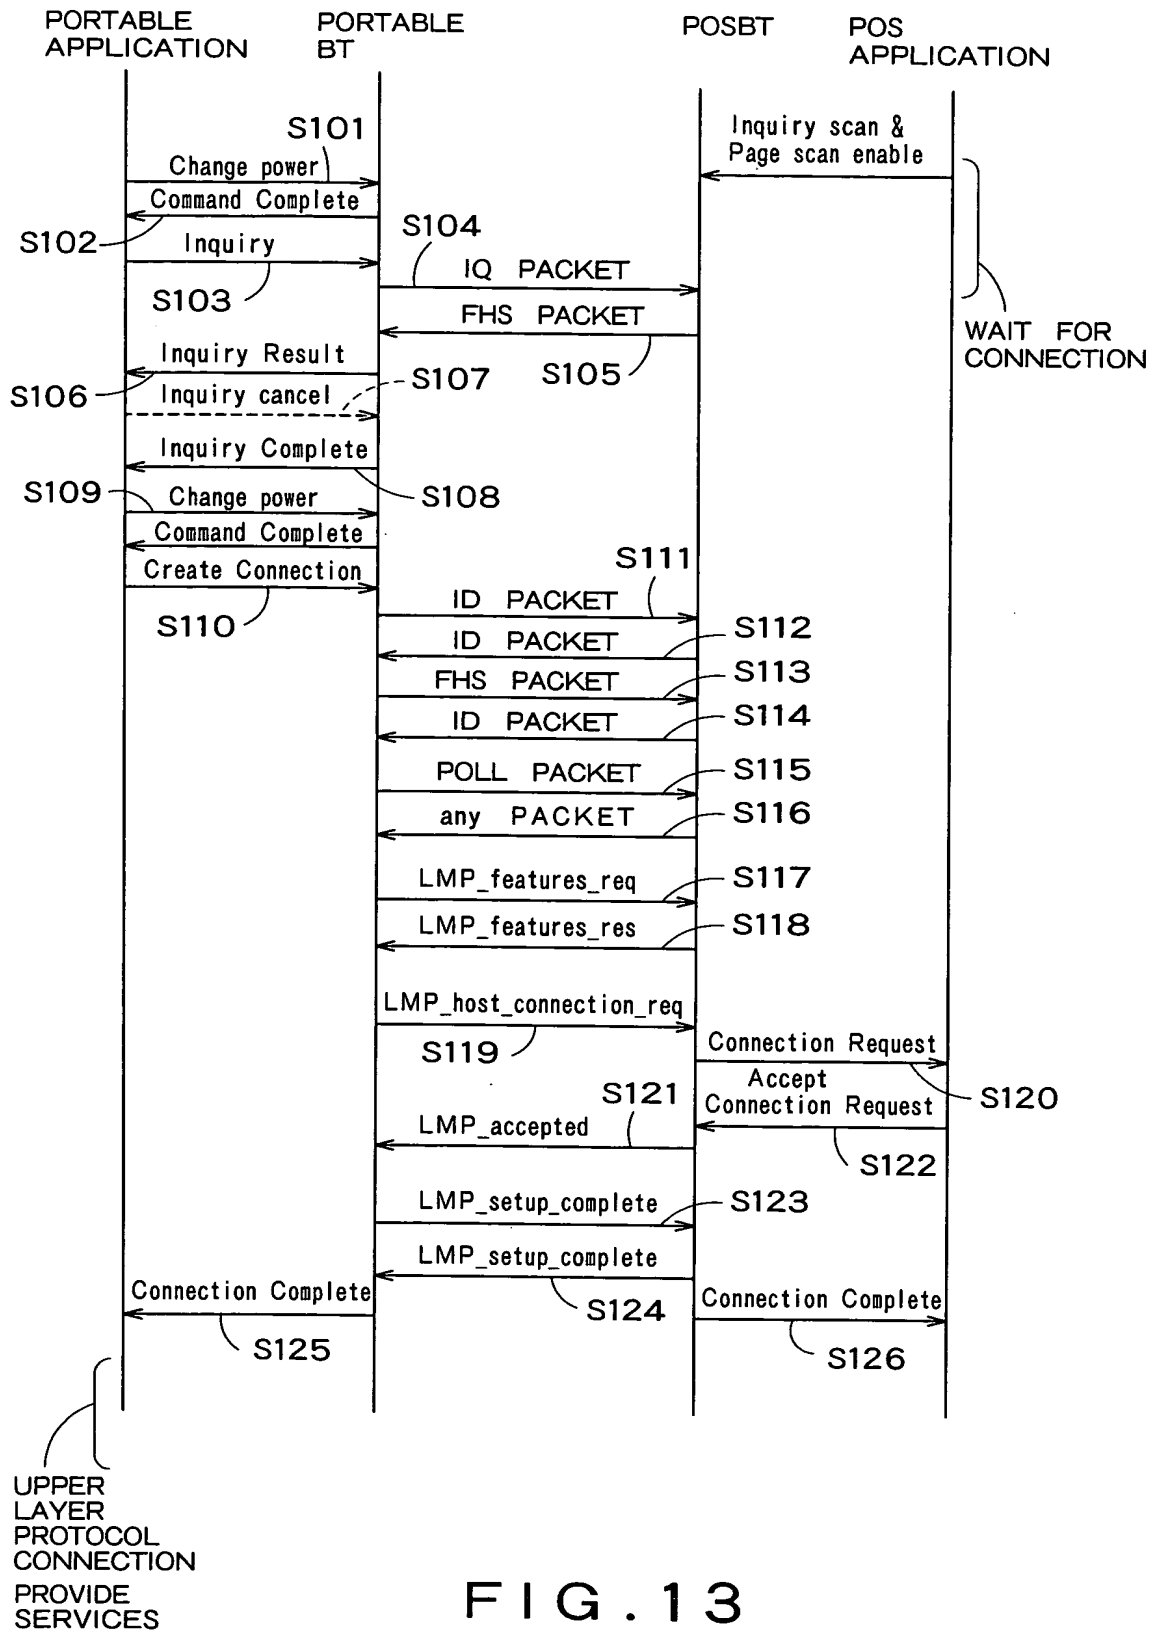 PORTABLE
APPLICATION
PORTABLE
BT
POSBT
POS
APPLICATION
S101
Inquiry scan &
Page scan enable
Change power
Command Complete
S102
Inquiry
S104
S103
IQ PACKET
FHS PACKET
WAIT FOR
CONNECTION
Inquiry Result
S107
S105
S106
Inquiry cancel
Inquiry Complete
S109
Change power
S108
Command Complete
Create Connection
S111
S110
ID PACKET
ID PACKET
S112
FHS PACKET
S113
ID PACKET
S114
POLL PACKET
S115
any PACKET
S116
LMP_features_req
S117
LMP_features_res
S118
LMP_host_connection_req
S119
Connection Request
Accept
Connection Request
S120
S121
LMP_accepted
S122
LMP_setup_complete
S123
LMP_setup_complete
Connection Complete
S124
Connection Complete
S125
S126
UPPER
LAYER
PROTOCOL
CONNECTION
PROVIDE
SERVICES
FIG.13